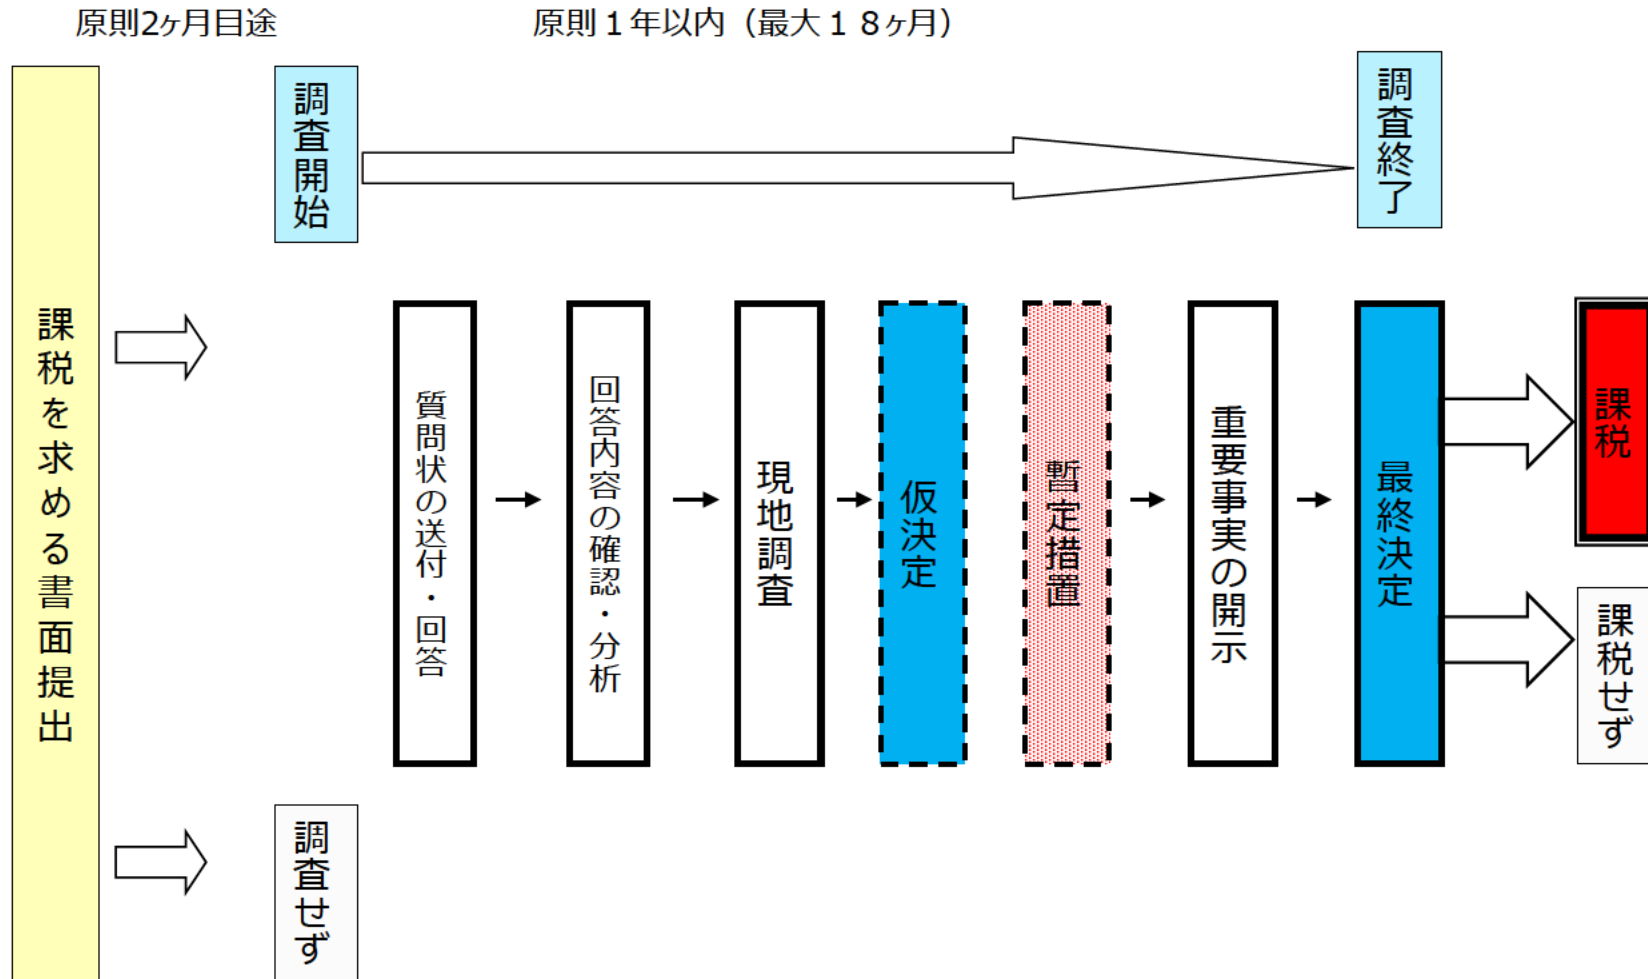 原則2ヶ月目途
原則１年以内（最大１８ヶ月）
課税を求める書面提出
調査開始
調査終了
質問状の送付・回答
回答内容の確認・分析
現地調査
仮決定
暫定措置
重要事実の開示
最終決定
課税
課税せず
調査せず